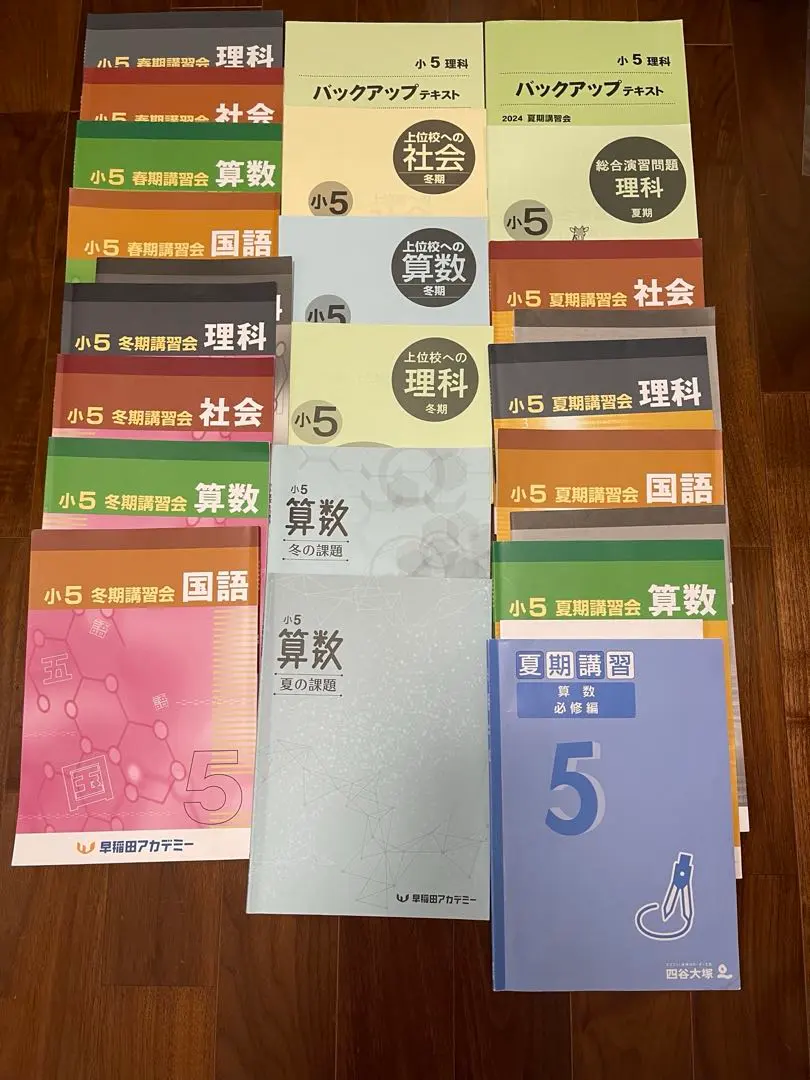 小5 春期講習会 理科
小5 春期講習会 社会
小5 春期講習会 算数
小5 春期講習会 国語
小5 冬期講習会 理科
小5 冬期講習会 社会
小5 冬期講習会 算数
小5 冬期講習会 国語
語
五
語
国
5
早稲田アカデミー
小5 理科
バックアップテキスト
上位校への
社会
冬期
小5
上位校への
算数
冬期
小5
上位校への
理科
冬期
小5
小5
算数
冬の課題
小5
算数
夏の課題
早稲田アカデミー
小5 理科
バックアップテキスト
2024 夏期講習会
総合演習問題
理科
夏期
小5
小5 夏期講習会 社会
小5 夏期講習会 理科
小5 夏期講習会 国語
小5 夏期講習会 算数
夏期講習
算数
必修編
5
四谷大塚